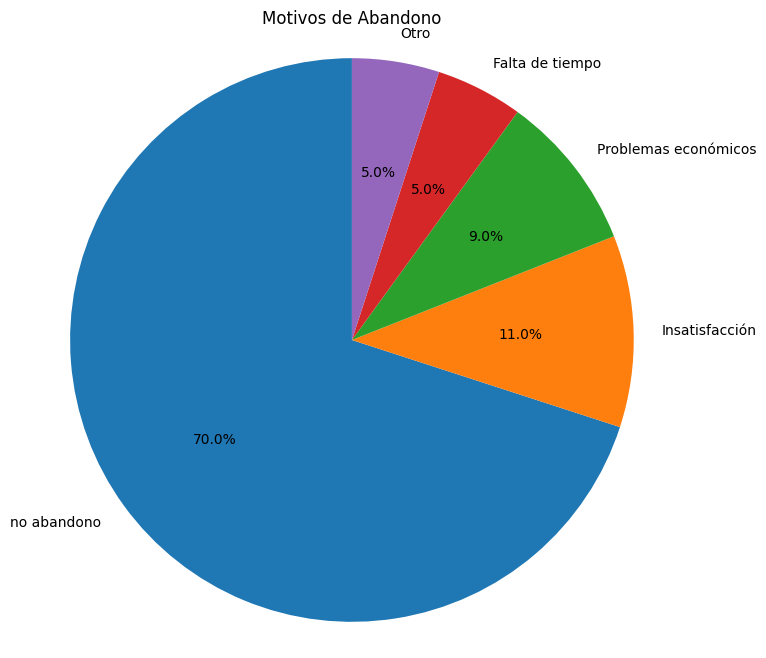 Motivos de Abandono
Otro
Falta de tiempo
Problemas económicos
5.0%
5.0%
9.0%
Insatisfacción
11.0%
70.0%
no abandono